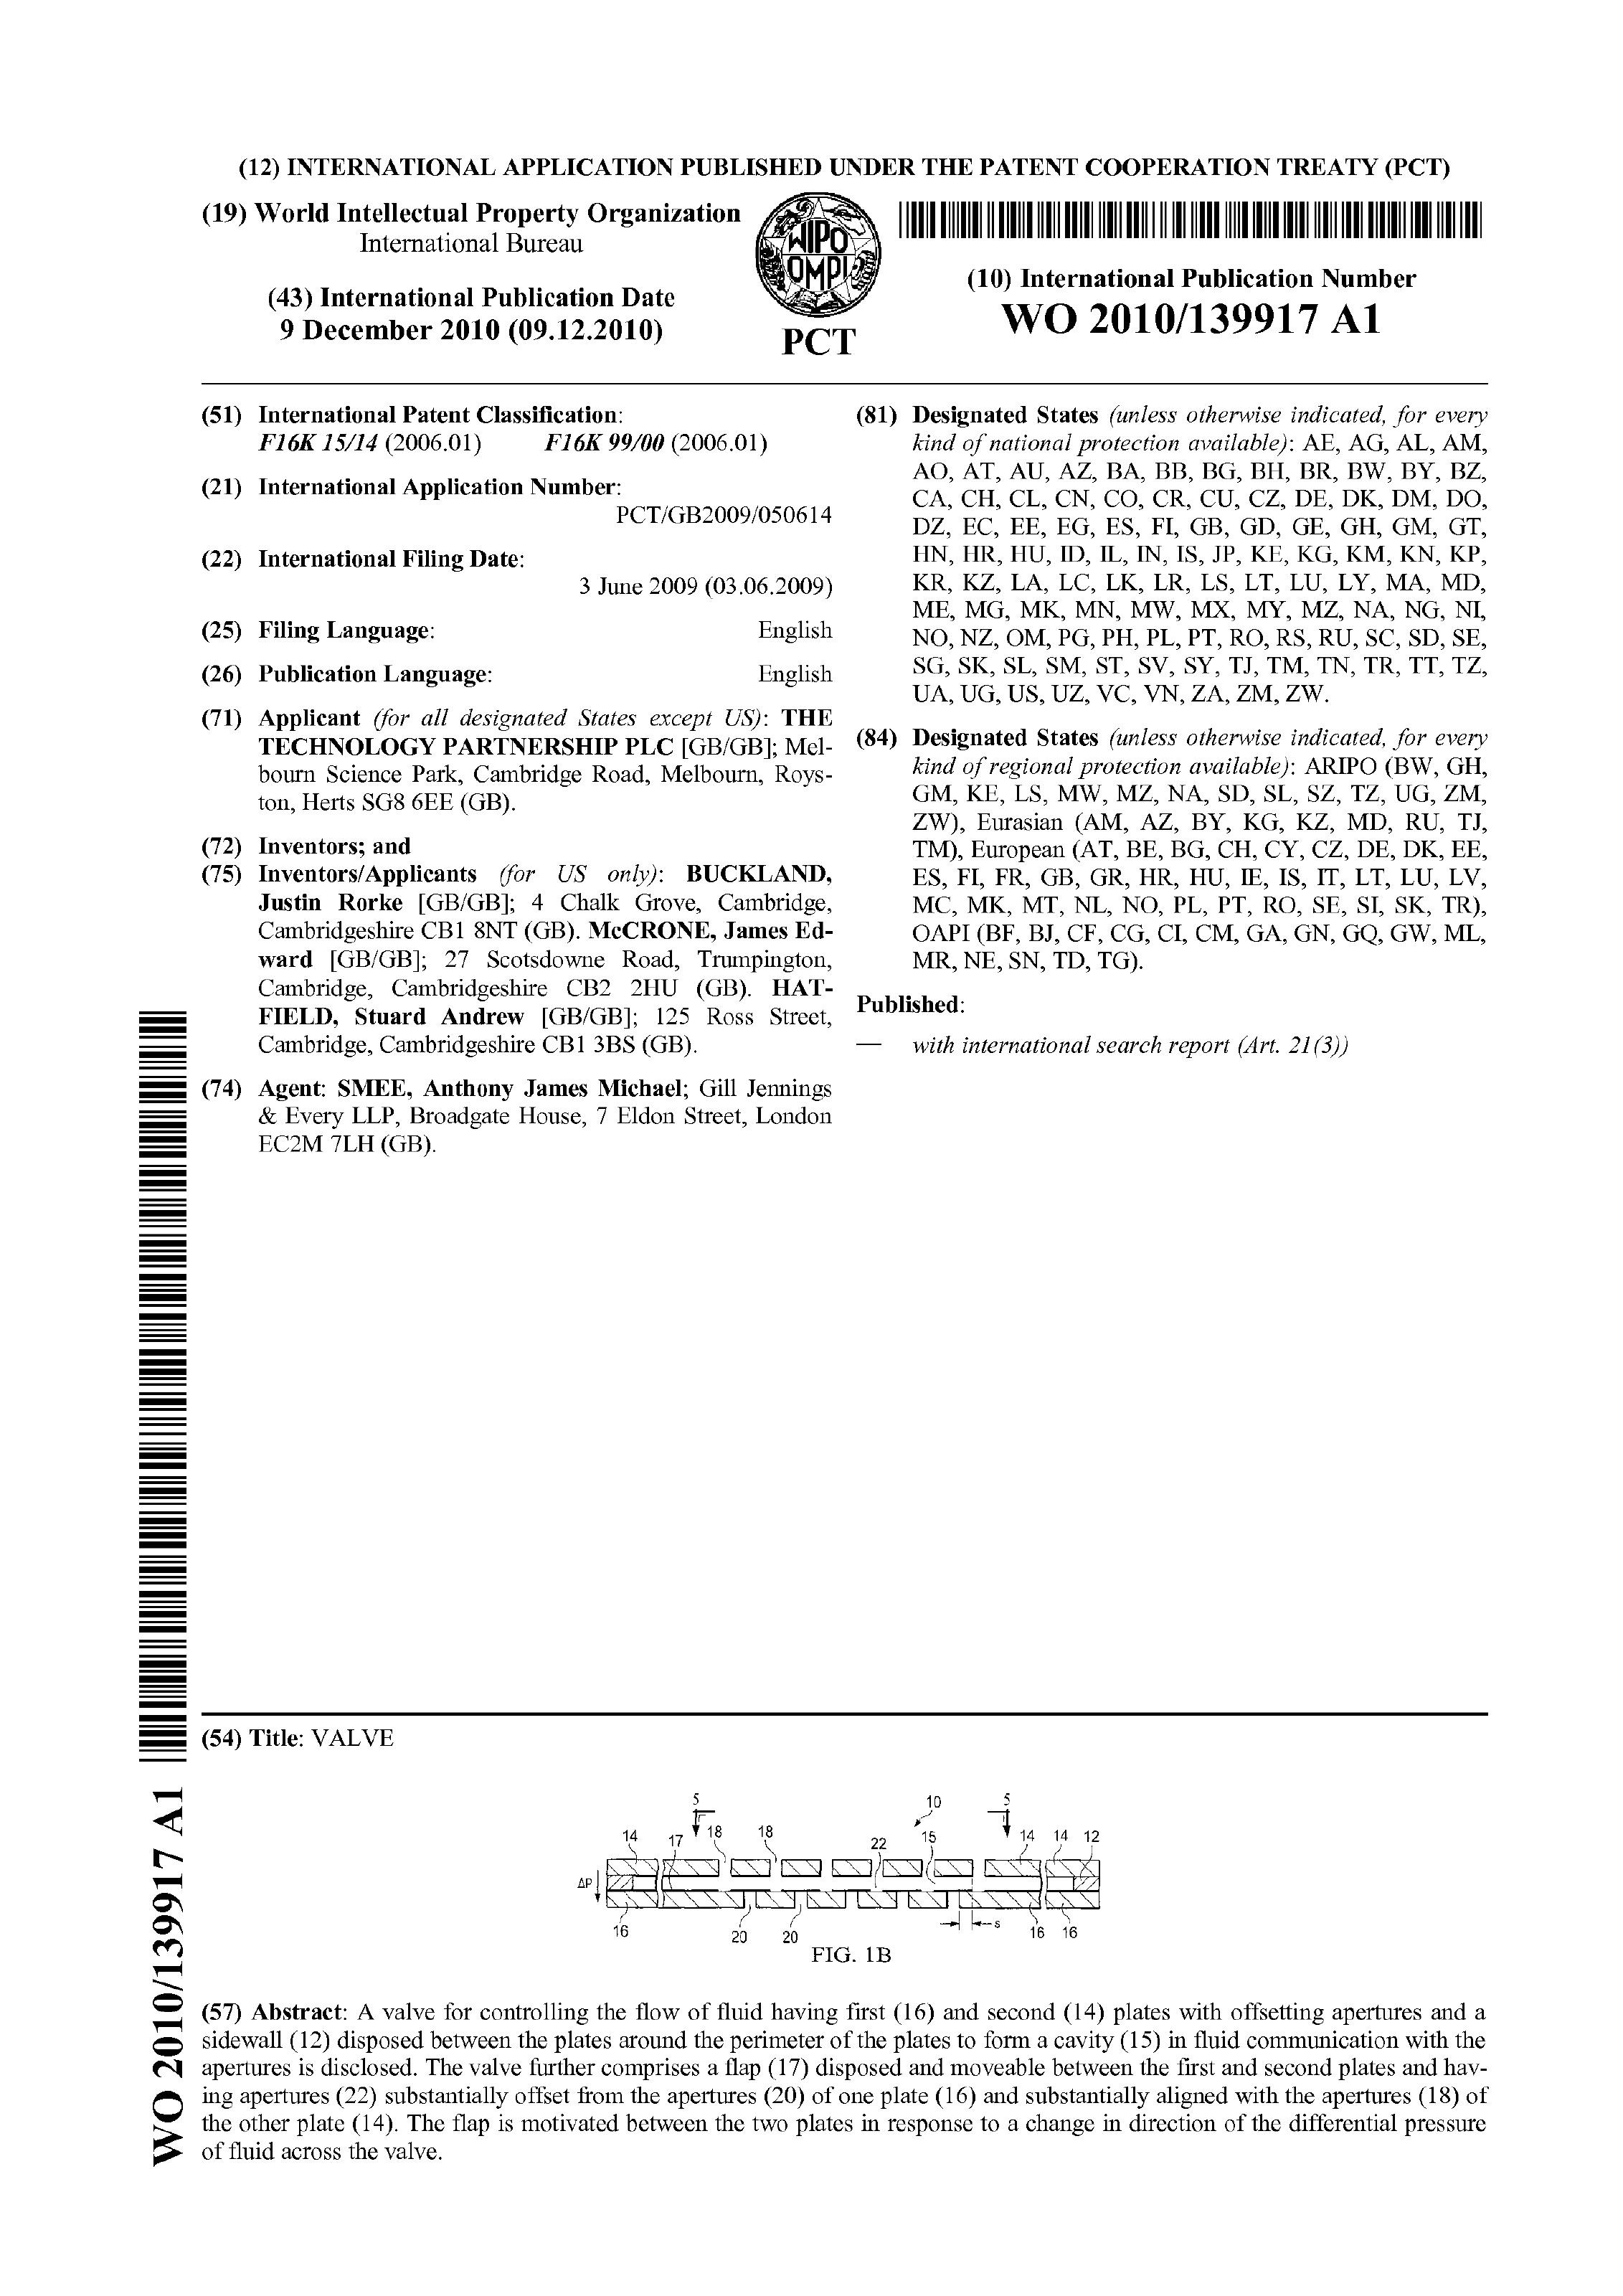 (12) INTERNATIONAL APPLICATION PUBLISHED UNDER THE PATENT COOPERATION TREATY (PCT)
(19) World Intellectual Property Organization
International Bureau
(43) International Publication Date
9 December 2010 (09.12.2010)
WIPO
OMPI
PCT
(10) International Publication Number
WO 2010/139917 A1
(51) International Patent Classification:
F16K 15/14 (2006.01) F16K 99/00 (2006.01)
(21) International Application Number:
PCT/GB2009/050614
(22) International Filing Date:
3 June 2009 (03.06.2009)
(25) Filing Language: English
(26) Publication Language: English
(71) Applicant (for all designated States except US): THE
TECHNOLOGY PARTNERSHIP PLC [GB/GB]; Mel-
bourn Science Park, Cambridge Road, Melbourn, Roys-
ton, Herts SG8 6EE (GB).
(72) Inventors; and
(75) Inventors/Applicants (for US only): BUCKLAND,
Justin Rorke [GB/GB]; 4 Chalk Grove, Cambridge,
Cambridgeshire CB1 8NT (GB). McCRONE, James Ed-
ward [GB/GB]; 27 Scotsdowne Road, Trumpington,
Cambridge, Cambridgeshire CB2 2HU (GB). HAT-
FIELD, Stuard Andrew [GB/GB]; 125 Ross Street,
Cambridge, Cambridgeshire CB1 3BS (GB).
(74) Agent: SMEE, Anthony James Michael; Gill Jennings
& Every LLP, Broadgate House, 7 Eldon Street, London
EC2M 7LH (GB).
(81) Designated States (unless otherwise indicated, for every
kind of national protection available): AE, AG, AL, AM,
AO, AT, AU, AZ, BA, BB, BG, BH, BR, BW, BY, BZ,
CA, CH, CL, CN, CO, CR, CU, CZ, DE, DK, DM, DO,
DZ, EC, EE, EG, ES, FI, GB, GD, GE, GH, GM, GT,
HN, HR, HU, ID, IL, IN, IS, JP, KE, KG, KM, KN, KP,
KR, KZ, LA, LC, LK, LR, LS, LT, LU, LY, MA, MD,
ME, MG, MK, MN, MW, MX, MY, MZ, NA, NG, NI,
NO, NZ, OM, PG, PH, PL, PT, RO, RS, RU, SC, SD, SE,
SG, SK, SL, SM, ST, SV, SY, TJ, TM, TN, TR, TT, TZ,
UA, UG, US, UZ, VC, VN, ZA, ZM, ZW.
(84) Designated States (unless otherwise indicated, for every
kind of regional protection available): ARIPO (BW, GH,
GM, KE, LS, MW, MZ, NA, SD, SL, SZ, TZ, UG, ZM,
ZW), Eurasian (AM, AZ, BY, KG, KZ, MD, RU, TJ,
TM), European (AT, BE, BG, CH, CY, CZ, DE, DK, EE,
ES, FI, FR, GB, GR, HR, HU, IE, IS, IT, LT, LU, LV,
MC, MK, MT, NL, NO, PL, PT, RO, SE, SI, SK, TR),
OAPI (BF, BJ, CF, CG, CI, CM, GA, GN, GQ, GW, ML,
MR, NE, SN, TD, TG).
Published:
— with international search report (Art. 21(3))
WO 2010/139917 A1
(54) Title: VALVE
5 10 5
14 17 18 18 22 15 14 14 12
ΔP
16 20 20 s 16 16
FIG. 1B
(57) Abstract: A valve for controlling the flow of fluid having first (16) and second (14) plates with offsetting apertures and a
sidewall (12) disposed between the plates around the perimeter of the plates to form a cavity (15) in fluid communication with the
apertures is disclosed. The valve further comprises a flap (17) disposed and moveable between the first and second plates and hav-
ing apertures (22) substantially offset from the apertures (20) of one plate (16) and substantially aligned with the apertures (18) of
the other plate (14). The flap is motivated between the two plates in response to a change in direction of the differential pressure
of fluid across the valve.